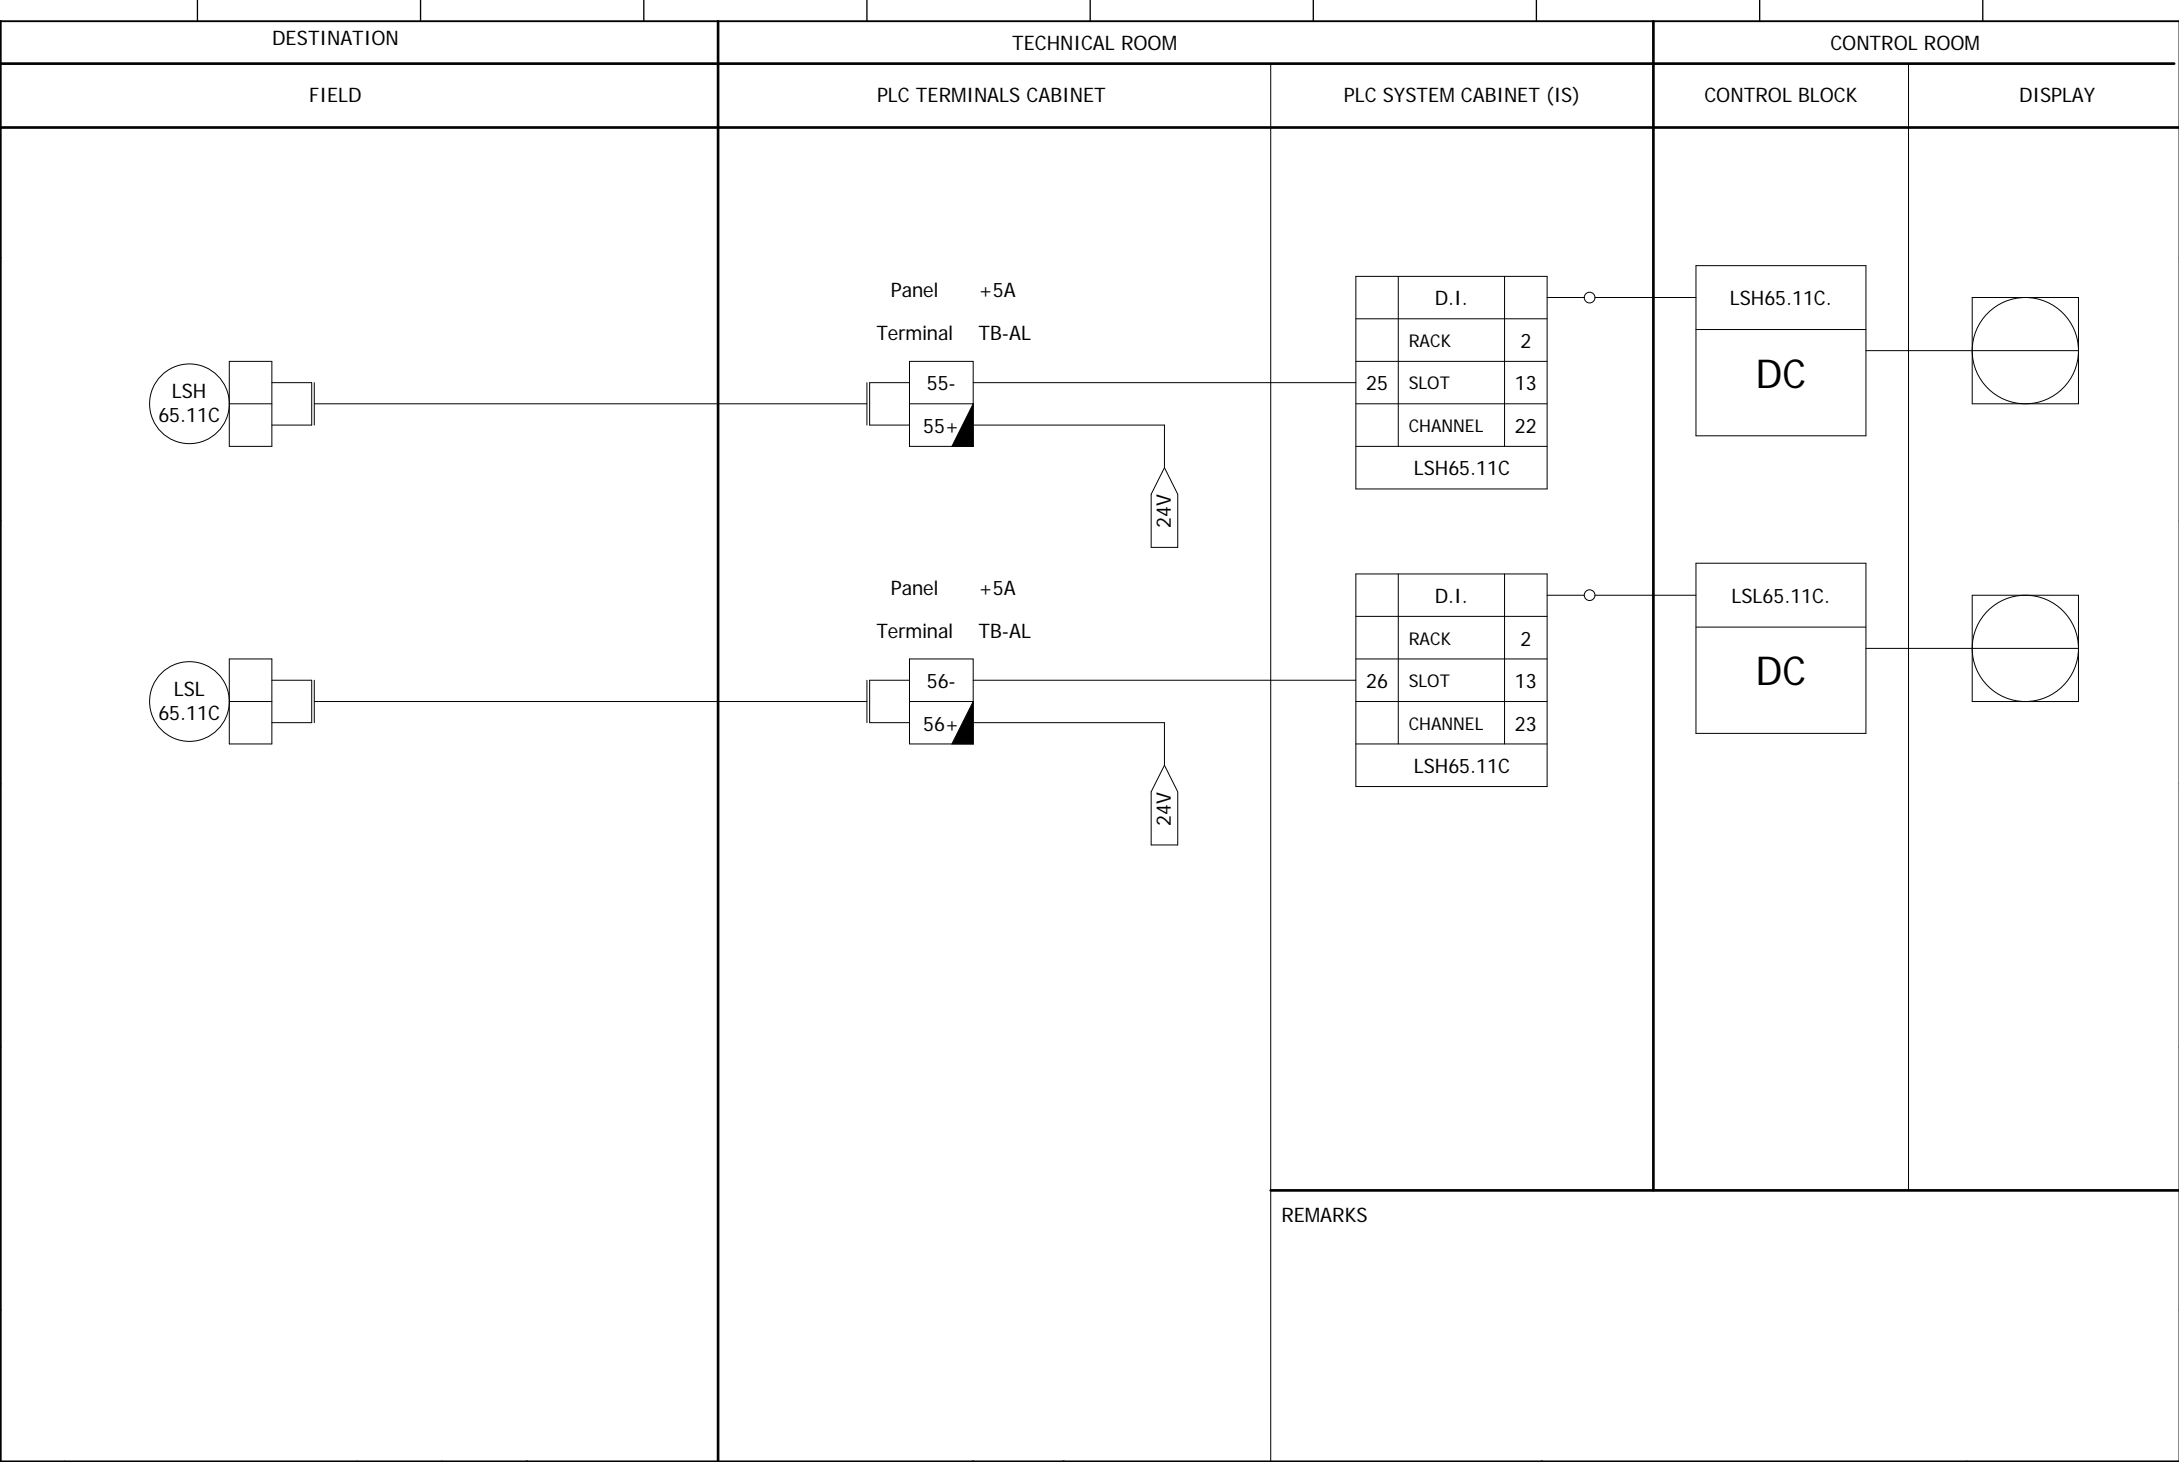 DESTINATION
TECHNICAL ROOM
CONTROL ROOM
FIELD
PLC TERMINALS CABINET
PLC SYSTEM CABINET (IS)
CONTROL BLOCK
DISPLAY
LSH
65.11C
Panel +5A
Terminal TB-AL
55-
55+
24V
D.I.
RACK 2
25 SLOT 13
CHANNEL 22
LSH65.11C
LSH65.11C.
DC
LSL
65.11C
Panel +5A
Terminal TB-AL
56-
56+
24V
D.I.
RACK 2
26 SLOT 13
CHANNEL 23
LSH65.11C
LSL65.11C.
DC
REMARKS